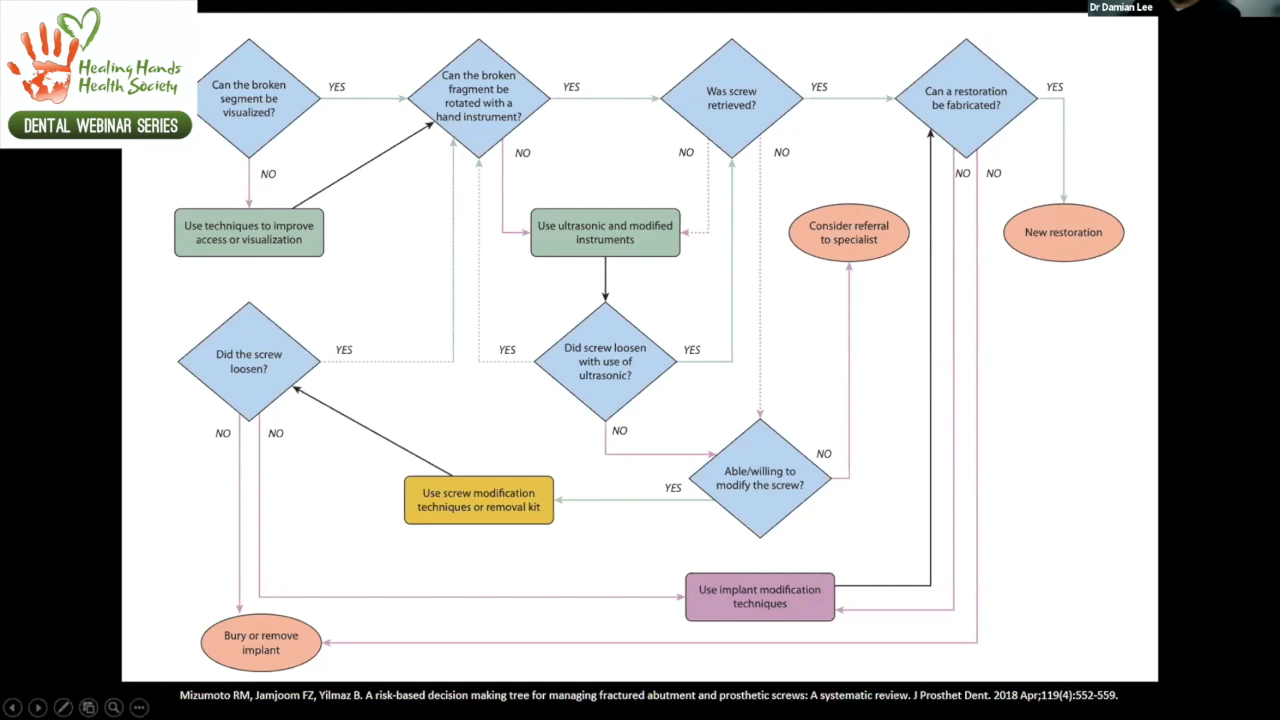 Dr Damian Lee
Healing Hands
Health Society
DENTAL WEBINAR SERIES
Can the broken
segment be
visualized?
YES
Can the broken
fragment be
rotated with a
hand instrument?
YES
Was screw
retrieved?
YES
Can a restoration
be fabricated?
YES
NO
NO
NO
NO
NO
NO
Use techniques to improve
access or visualization
Use ultrasonic and modified
instruments
Consider referral
to specialist
New restoration
Did the screw
loosen?
YES
YES
Did screw loosen
with use of
ultrasonic?
YES
NO
NO
NO
Able/willing to
modify the screw?
NO
YES
Use screw modification
techniques or removal kit
Use implant modification
techniques
Bury or remove
implant
Mizumoto RM, Jamjoom FZ, Yilmaz B. A risk-based decision making tree for managing fractured abutment and prosthetic screws: A systematic review. J Prosthet Dent. 2018 Apr;119(4):552-559.